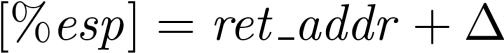 [%esp] = ret_addr + Δ